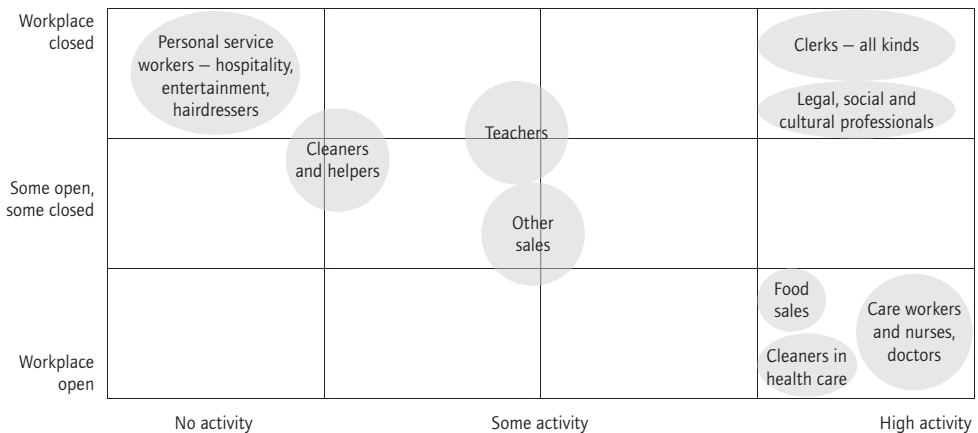 Workplace
closed
Personal service
workers — hospitality,
entertainment,
hairdressers
Clerks — all kinds
Legal, social and
cultural professionals
Teachers
Cleaners
and helpers
Some open,
some closed
Other
sales
Food
sales
Care workers
and nurses,
doctors
Cleaners in
health care
Workplace
open
No activity
Some activity
High activity